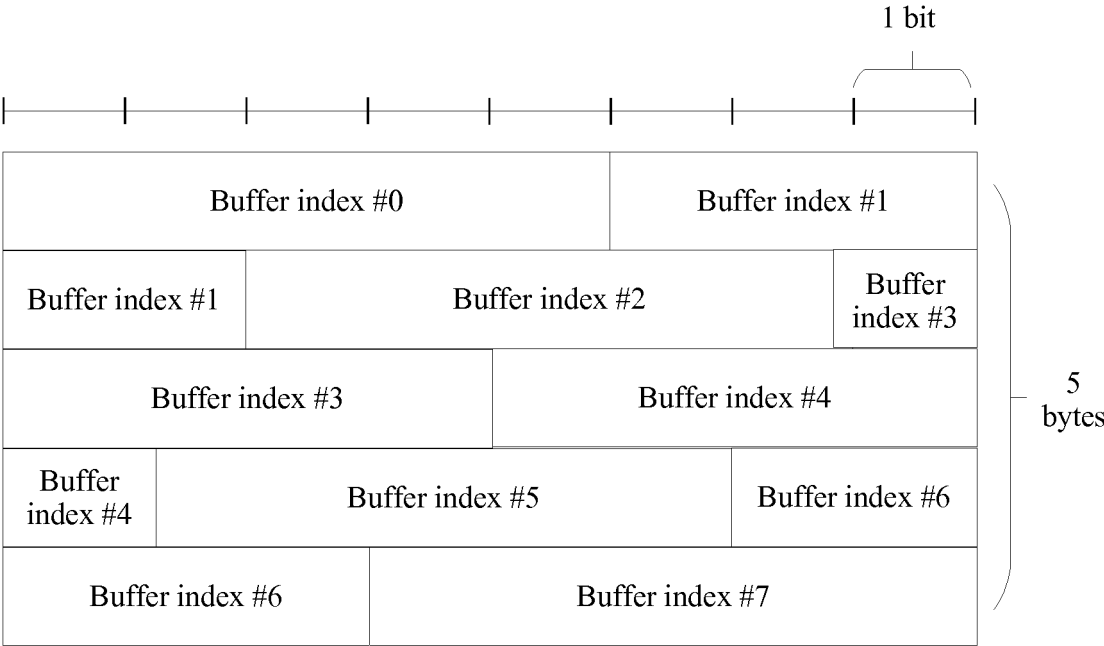 1 bit
Buffer index #0
Buffer index #1
Buffer index #1
Buffer index #2
Buffer
index #3
Buffer index #3
Buffer index #4
5
bytes
Buffer
index #4
Buffer index #5
Buffer index #6
Buffer index #6
Buffer index #7